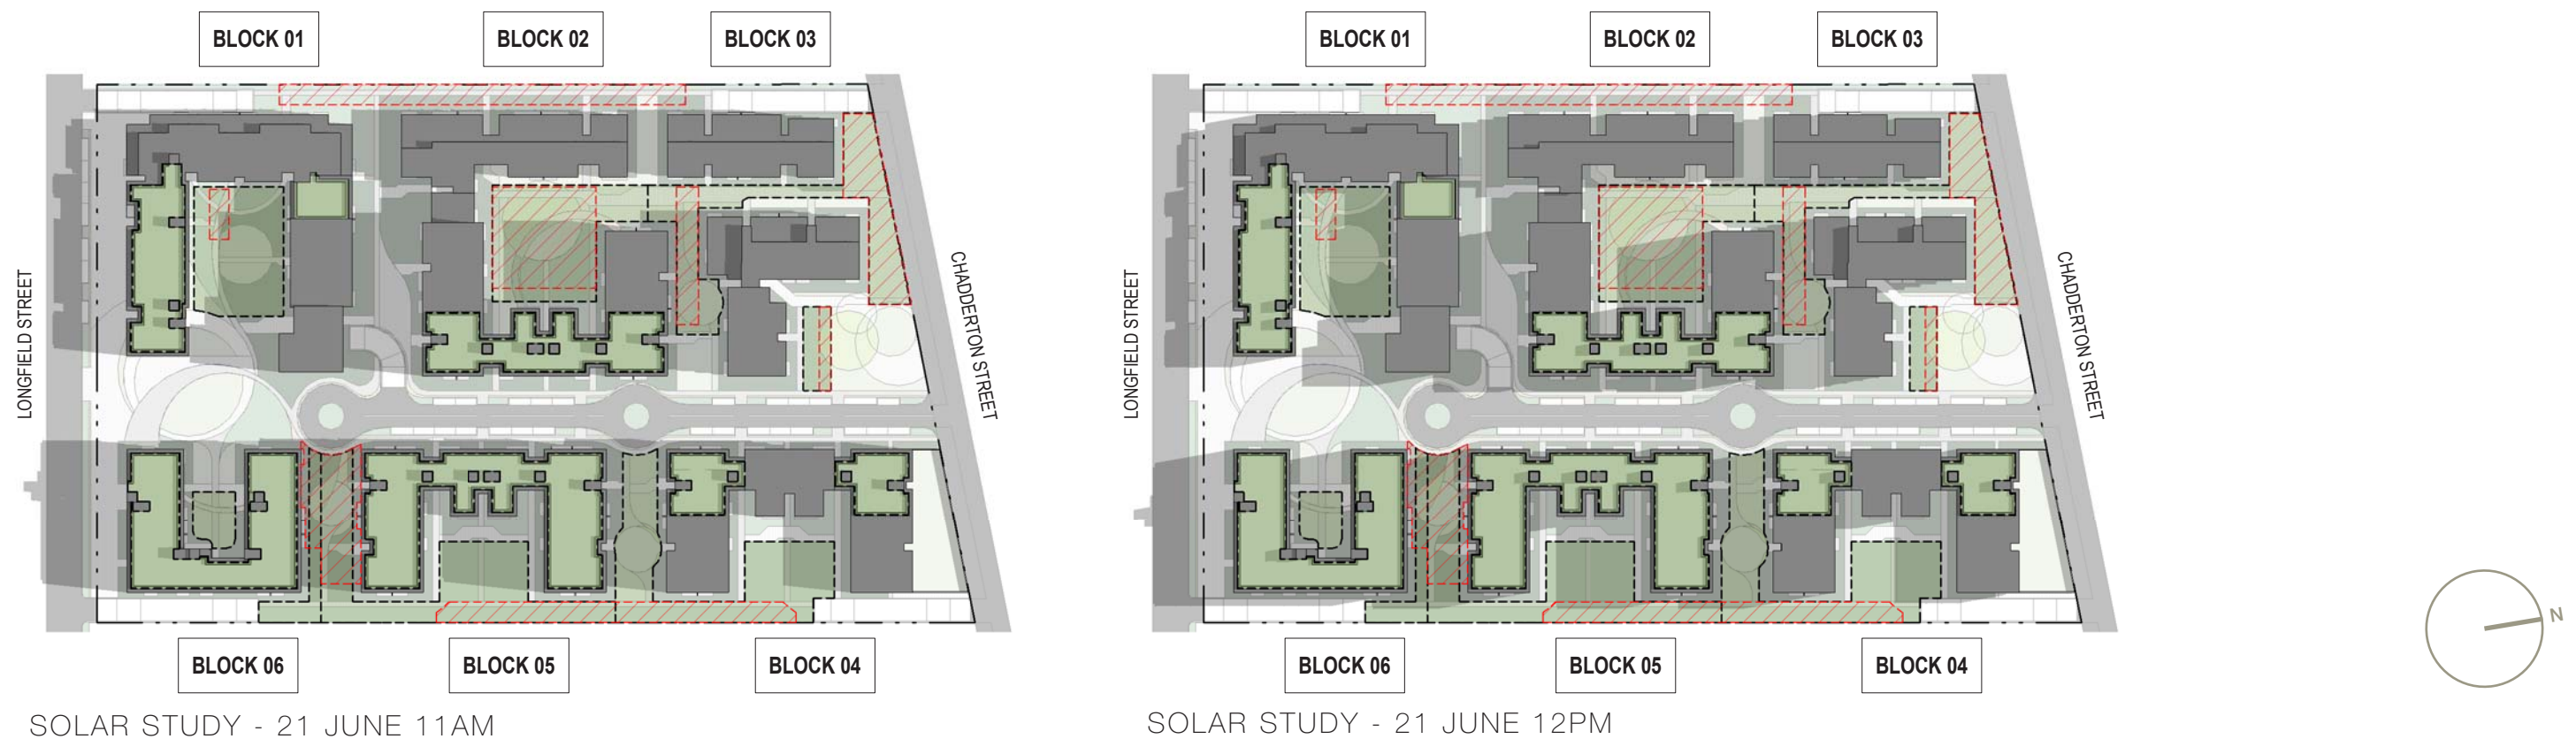 BLOCK 01
BLOCK 02
BLOCK 03
LONGFIELD STREET
CHADDERTON STREET
BLOCK 06
BLOCK 05
BLOCK 04
SOLAR STUDY - 21 JUNE 11AM
BLOCK 01
BLOCK 02
BLOCK 03
LONGFIELD STREET
CHADDERTON STREET
BLOCK 06
BLOCK 05
BLOCK 04
SOLAR STUDY - 21 JUNE 12PM
N